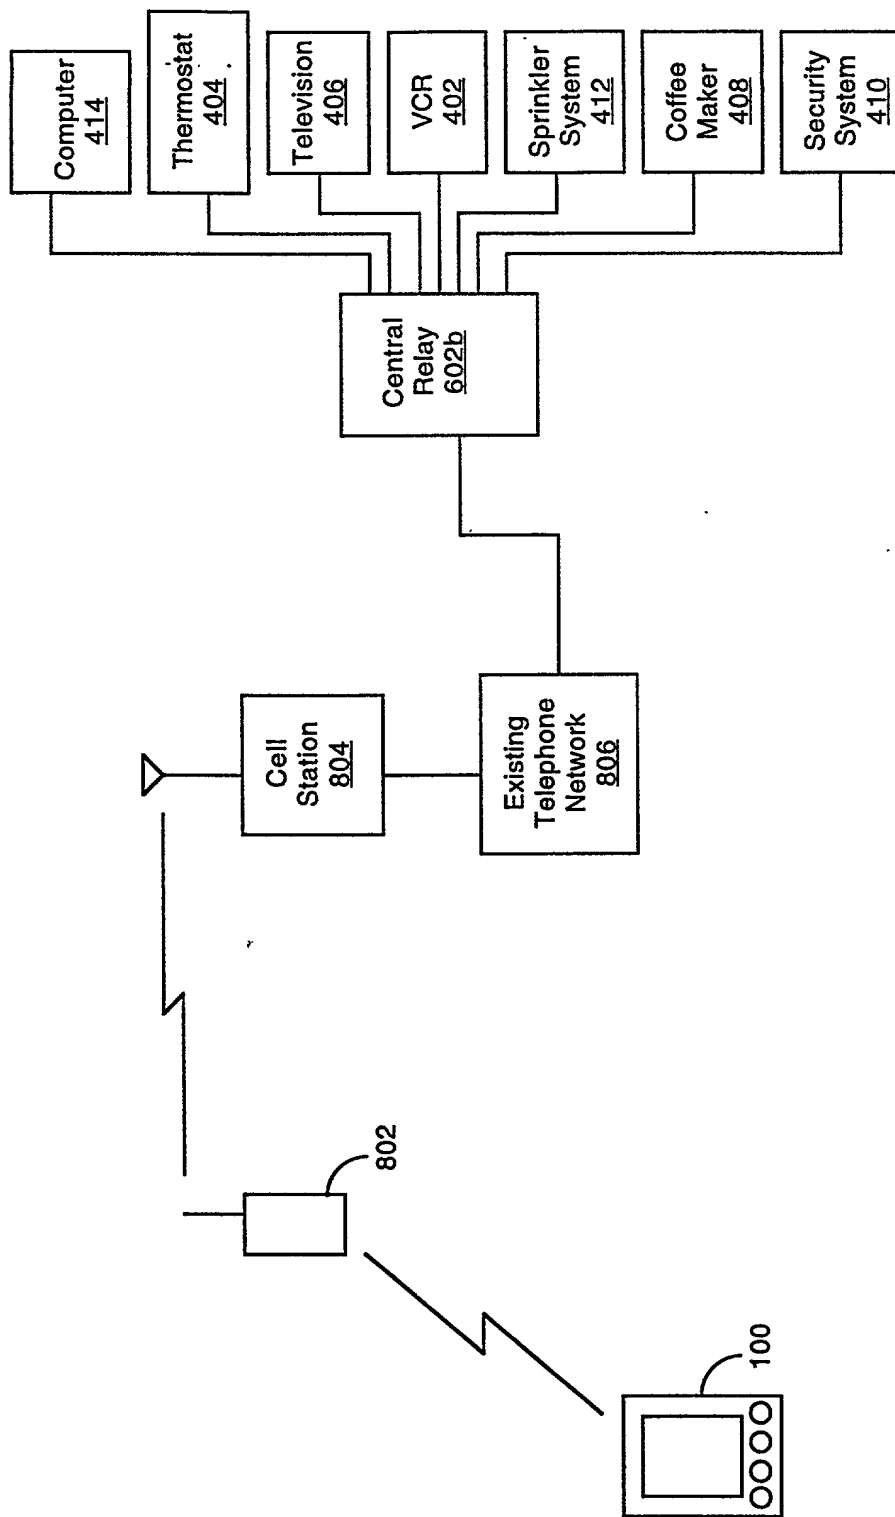 Computer
414
Thermostat
404
Television
406
VCR
402
Sprinkler
System
412
Coffee
Maker
408
Security
System
410
Central
Relay
602b
Cell
Station
804
Existing
Telephone
Network
806
802
100